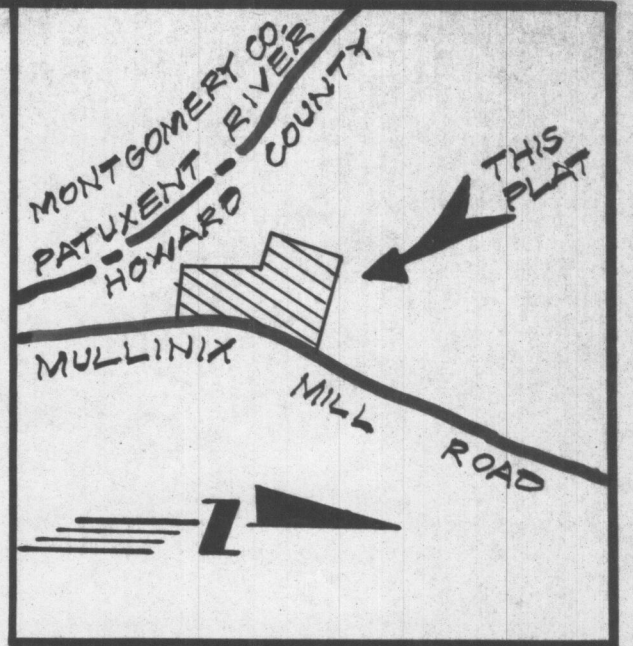 MONTGOMERY CO.
PATUXENT RIVER
HOWARD COUNTY
THIS
PLAT
MULLINIX MILL ROAD
N